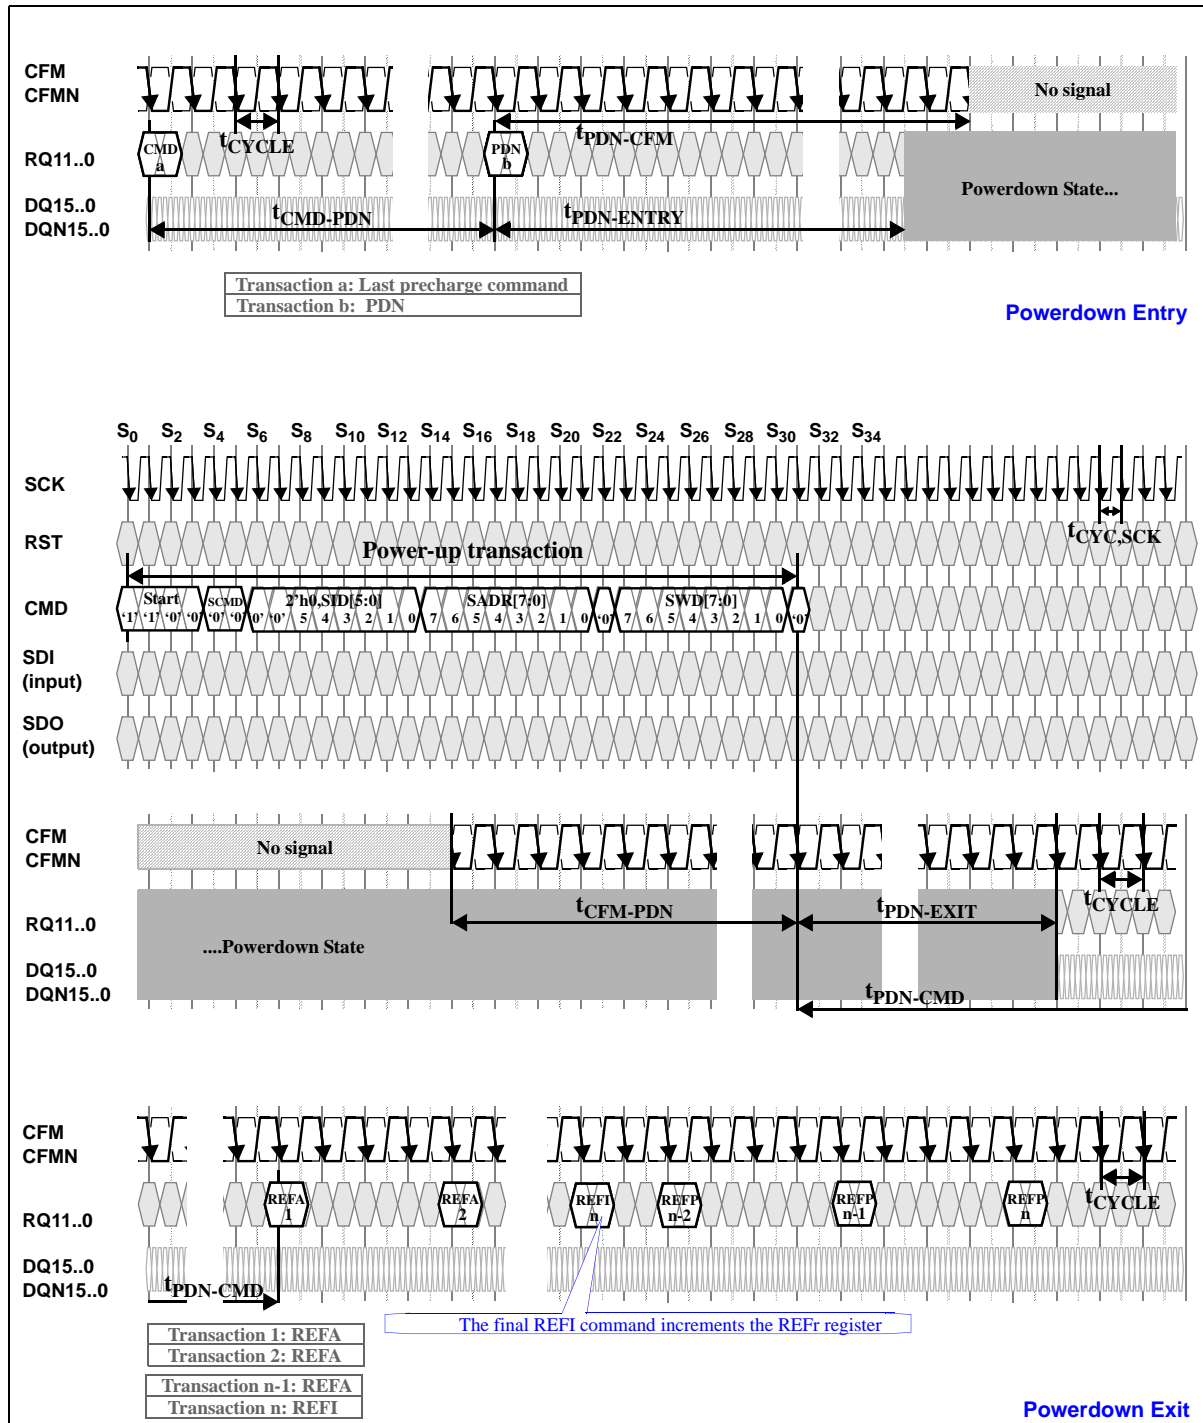 CFM
CFMN
No signal
tCYCLE
tPDN-CFM
RQ11..0
CMD
a
PDN
b
Powerdown State...
DQ15..0
DQN15..0
tCMD-PDN
tPDN-ENTRY
Transaction a: Last precharge command
Transaction b: PDN
Powerdown Entry
S0 S2 S4 S6 S8 S10 S12 S14 S16 S18 S20 S22 S24 S26 S28 S30 S32 S34
SCK
RST
tCYC,SCK
Power-up transaction
CMD
Start SCMD 2'h0,SID[5:0] SADR[7:0] SWD[7:0]
‘1’ ‘1’ ‘0’ ‘0’ ‘0’ ‘0’ 0’ ‘0’ 5 4 3 2 1 0 7 6 5 4 3 2 1 0 ‘0’ 7 6 5 4 3 2 1 0 ‘0’
SDI
(input)
SDO
(output)
CFM
CFMN
No signal
tCFM-PDN
tPDN-EXIT
tCYCLE
RQ11..0
....Powerdown State
DQ15..0
DQN15..0
tPDN-CMD
CFM
CFMN
RQ11..0
REFA
1
REFA
2
REFI
n
REFP
n-2
REFP
n-1
REFP
n
tCYCLE
DQ15..0
DQN15..0
tPDN-CMD
The final REFI command increments the REFr register
Transaction 1: REFA
Transaction 2: REFA
Transaction n-1: REFA
Transaction n: REFI
Powerdown Exit